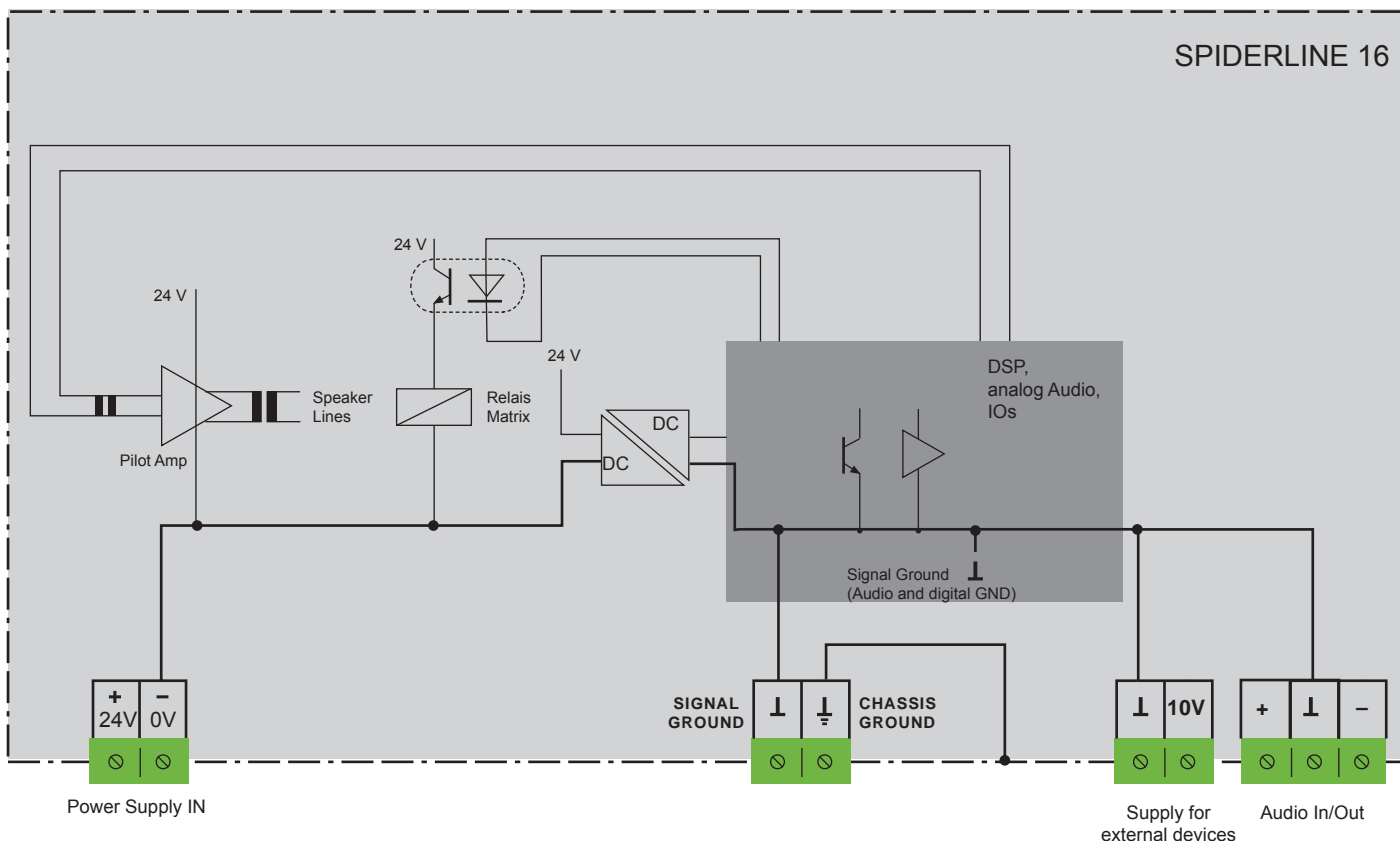 SPIDERLINE 16
24 V
24 V
24 V
Speaker
Lines
Pilot Amp
Relais
Matrix
DC
DC
DSP,
analog Audio,
IOs
Signal Ground
(Audio and digital GND)
+
24V
−
0V
SIGNAL
GROUND
CHASSIS
GROUND
10V
+
−
Power Supply IN
Supply for
external devices
Audio In/Out